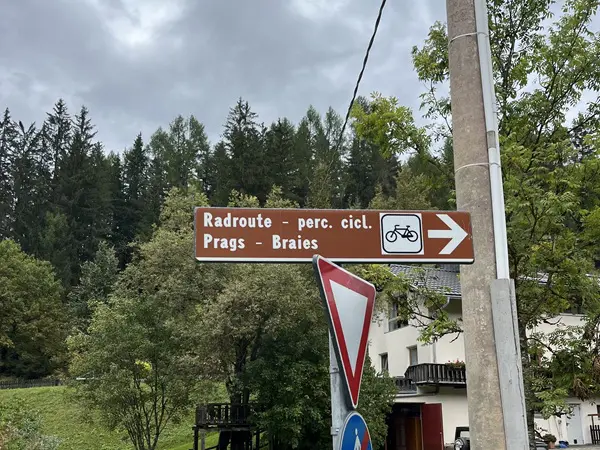 Radroute - perc. cicl.
Prags - Braies